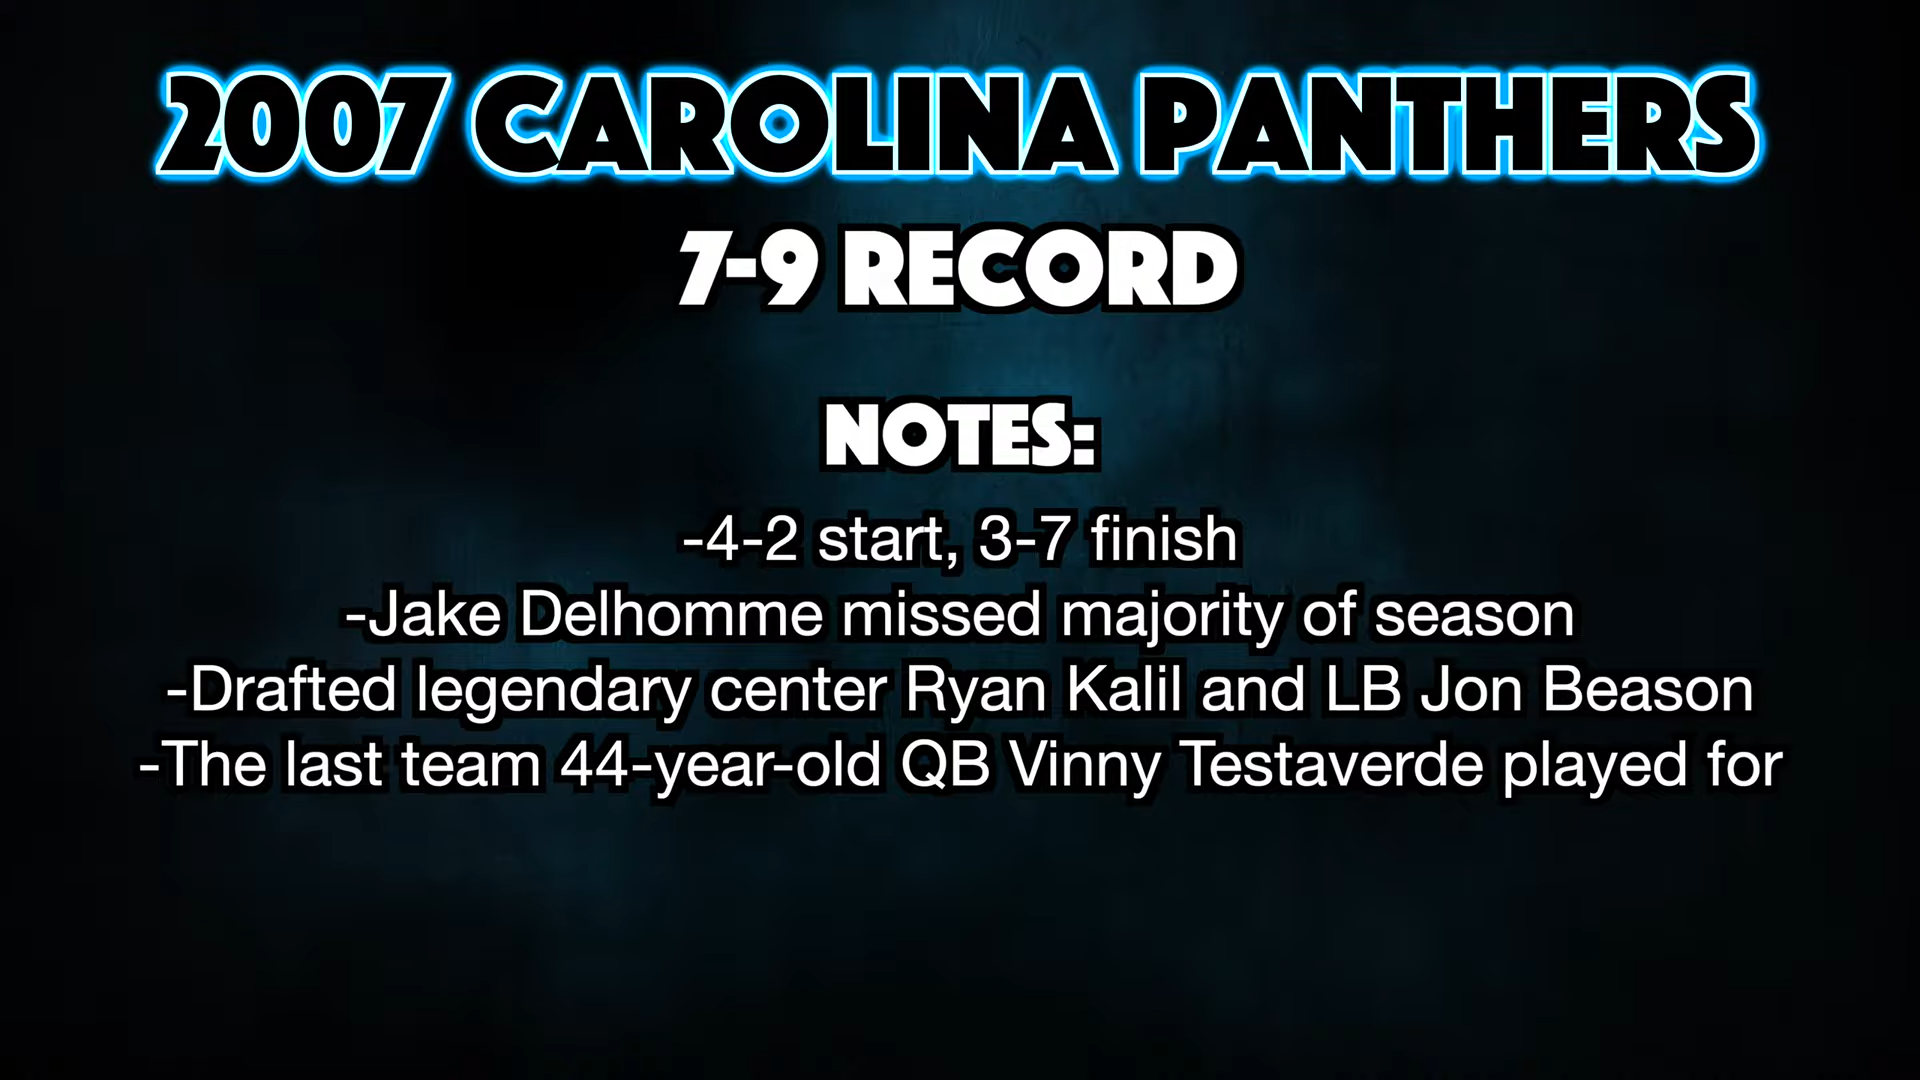 2007 CAROLINA PANTHERS
7-9 RECORD
NOTES:
-4-2 start, 3-7 finish
-Jake Delhomme missed majority of season
-Drafted legendary center Ryan Kalil and LB Jon Beason
-The last team 44-year-old QB Vinny Testaverde played for